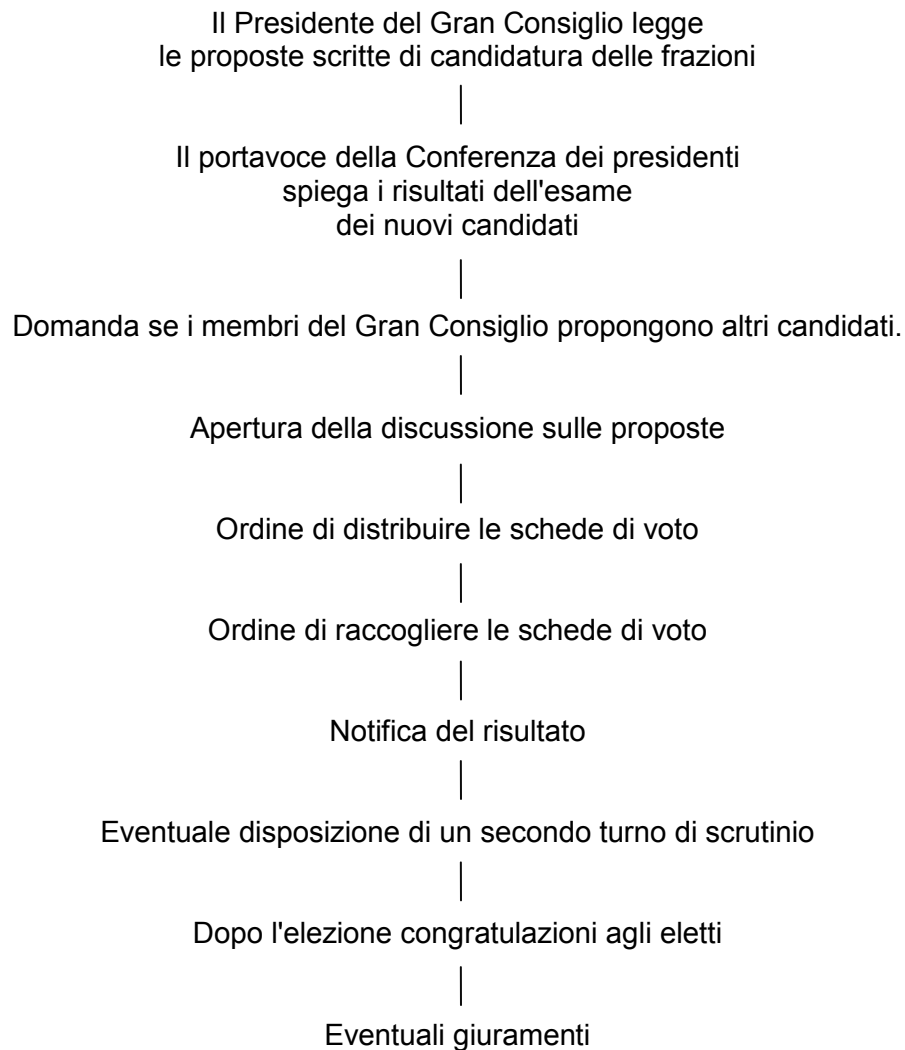 Il Presidente del Gran Consiglio legge
le proposte scritte di candidatura delle frazioni
Il portavoce della Conferenza dei presidenti
spiega i risultati dell'esame
dei nuovi candidati
Domanda se i membri del Gran Consiglio propongono altri candidati.
Apertura della discussione sulle proposte
Ordine di distribuire le schede di voto
Ordine di raccogliere le schede di voto
Notifica del risultato
Eventuale disposizione di un secondo turno di scrutinio
Dopo l'elezione congratulazioni agli eletti
Eventuali giuramenti